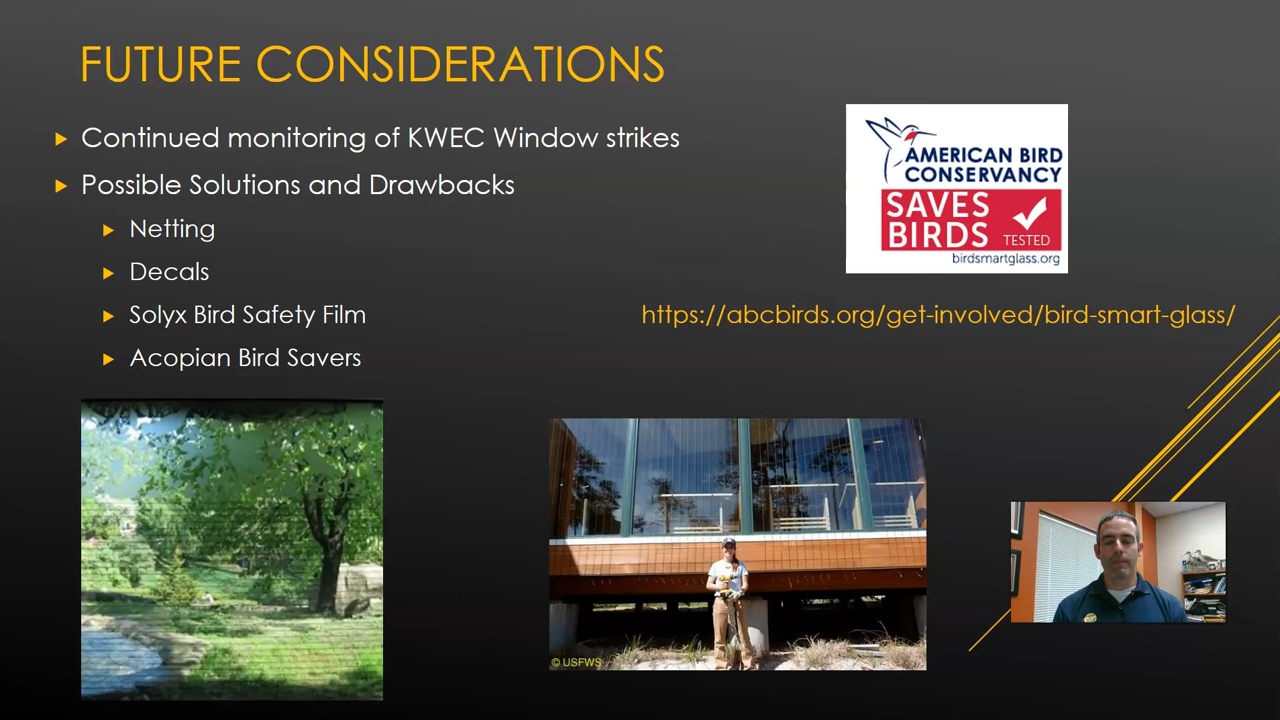 FUTURE CONSIDERATIONS
Continued monitoring of KWEC Window strikes
Possible Solutions and Drawbacks
Netting
Decals
Solyx Bird Safety Film
Acopian Bird Savers
AMERICAN BIRD
CONSERVANCY
SAVES
BIRDS
TESTED
birdsmartglass.org
https://abcbirds.org/get-involved/bird-smart-glass/
© USFWS